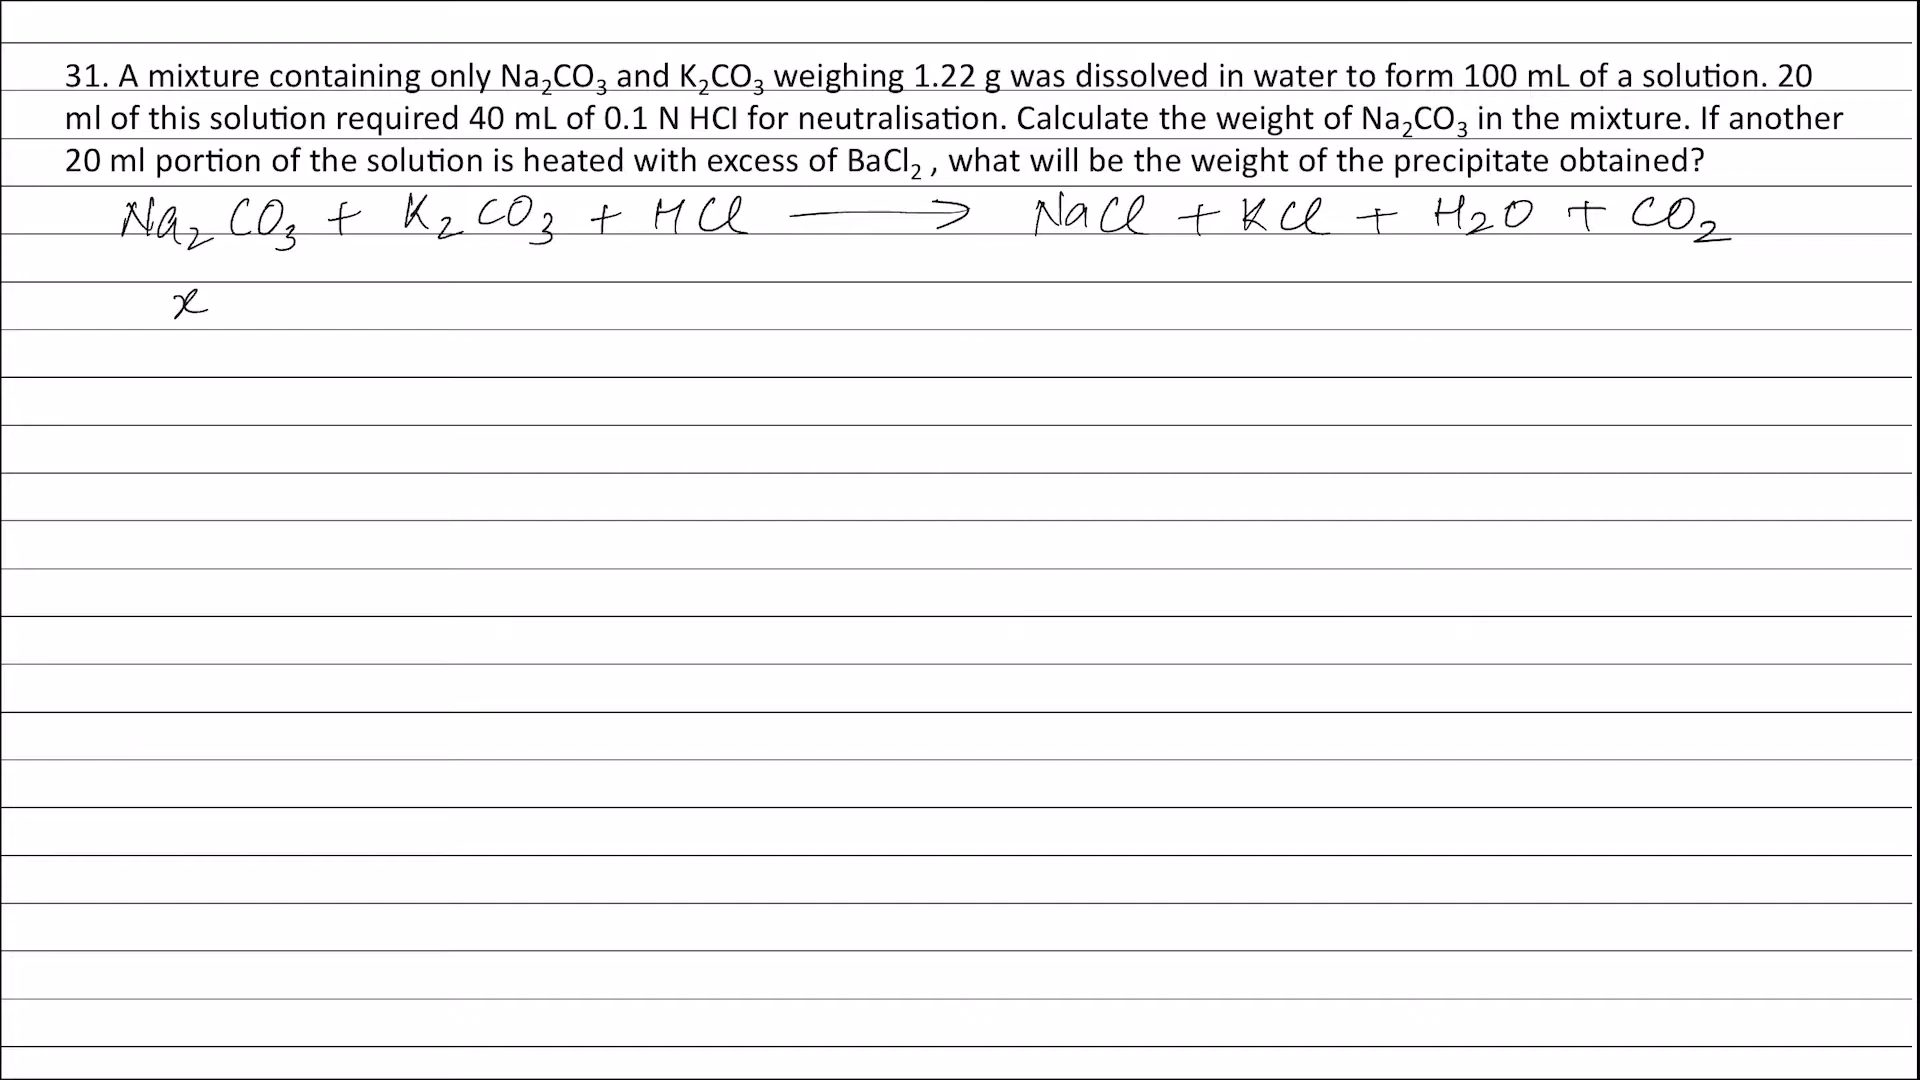 31. A mixture containing only Na₂CO₃ and K₂CO₃ weighing 1.22 g was dissolved in water to form 100 mL of a solution. 20
ml of this solution required 40 mL of 0.1 N HCl for neutralisation. Calculate the weight of Na₂CO₃ in the mixture. If another
20 ml portion of the solution is heated with excess of BaCl₂ , what will be the weight of the precipitate obtained?
Na₂CO₃ + K₂CO₃ + HCl ⟶ NaCl + KCl + H₂O + CO₂
x